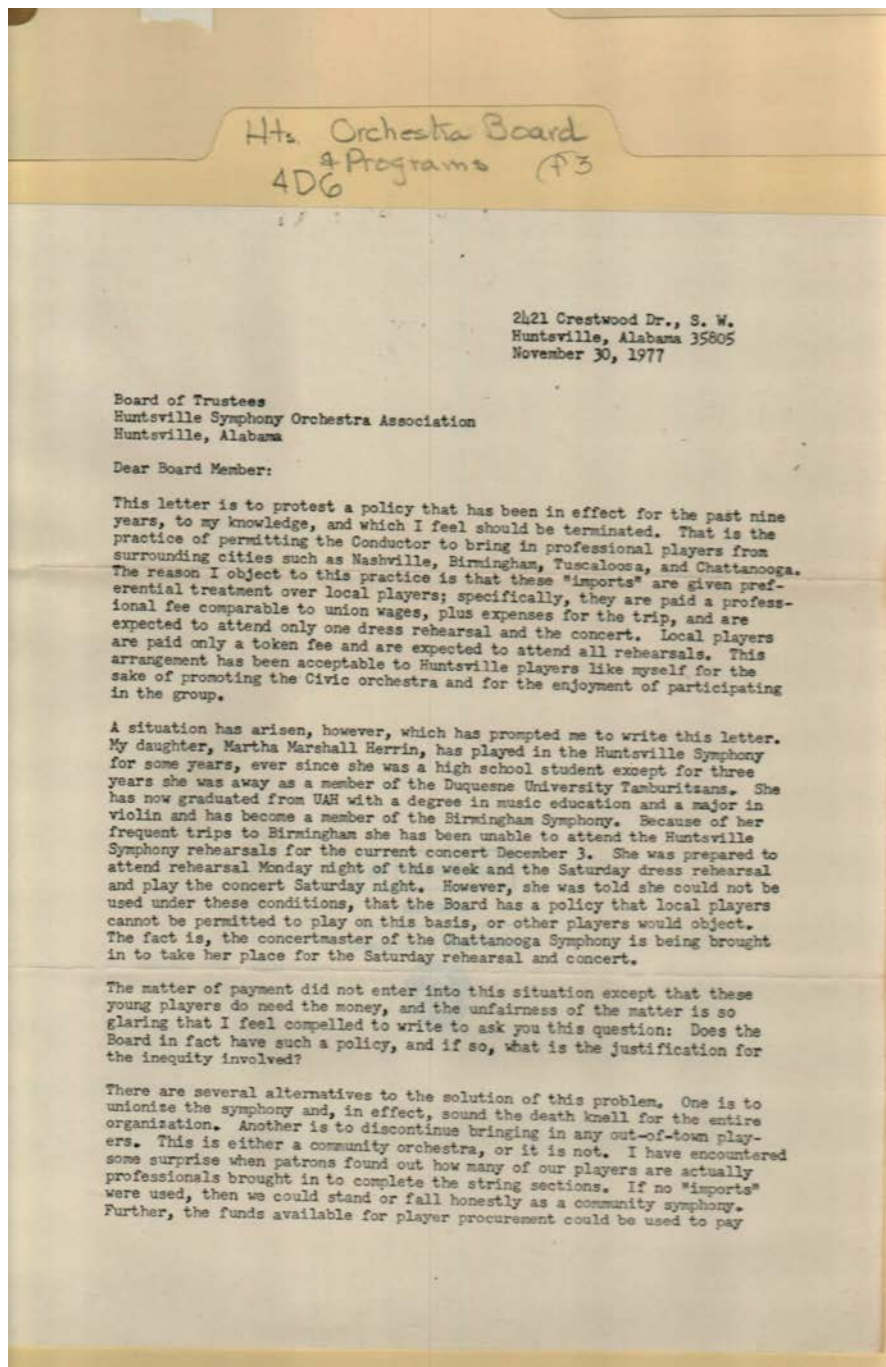 Hts. Orchestra Board
& Programs
4D6
2421 Crestwood Dr., S. W.
Huntsville, Alabama 35805
November 30, 1977
Board of Trustees
Huntsville Symphony Orchestra Association
Huntsville, Alabama
Dear Board Member:
This letter is to protest a policy that has been in effect for the past nine
years, to my knowledge, and which I feel should be terminated. That is the
practice of permitting the Conductor to bring in professional players from
surrounding cities such as Nashville, Birmingham, Tuscaloosa, and Chattanooga.
The reason I object to this practice is that these "imports" are given pref-
erential treatment over local players; specifically, they are paid a profess-
ional fee comparable to union wages, plus expenses for the trip, and are
expected to attend only one dress rehearsal and the concert. Local players
are paid only a token fee and are expected to attend all rehearsals. This
arrangement has been acceptable to Huntsville players like myself for the
sake of promoting the Civic orchestra and for the enjoyment of participating
in the group.
A situation has arisen, however, which has prompted me to write this letter.
My daughter, Martha Marshall Herrin, has played in the Huntsville Symphony
for some years, ever since she was a high school student except for three
years she was away as a member of the Duquesne University Tamburitzans. She
has now graduated from UAH with a degree in music education and a major in
violin and has become a member of the Birmingham Symphony. Because of her
frequent trips to Birmingham she has been unable to attend the Huntsville
Symphony rehearsals for the current concert December 3. She was prepared to
attend rehearsal Monday night of this week and the Saturday dress rehearsal
and play the concert Saturday night. However, she was told she could not be
used under these conditions, that the Board has a policy that local players
cannot be permitted to play on this basis, or other players would object.
The fact is, the concertmaster of the Chattanooga Symphony is being brought
in to take her place for the Saturday rehearsal and concert.
The matter of payment did not enter into this situation except that these
young players do need the money, and the unfairness of the matter is so
glaring that I feel compelled to write to ask you this question: Does the
Board in fact have such a policy, and if so, what is the justification for
the inequity involved?
There are several alternatives to the solution of this problem. One is to
unionize the symphony and, in effect, sound the death knell for the entire
organization. Another is to discontinue bringing in any out-of-town play-
ers. This is either a community orchestra, or it is not. I have encountered
some surprise when patrons found out how many of our players are actually
professionals brought in to complete the string sections. If no "imports"
were used, then we could stand or fall honestly as a community symphony.
Further, the funds available for player procurement could be used to pay